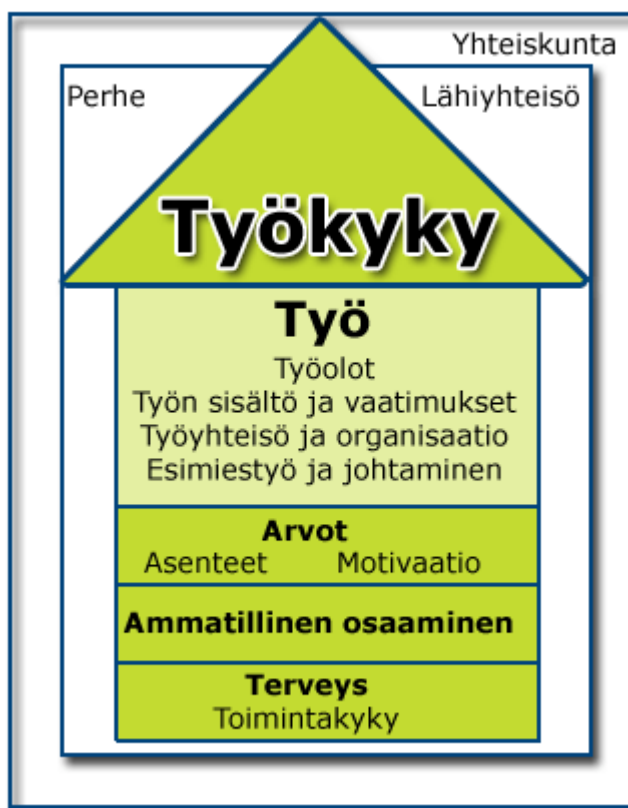 Yhteiskunta
Perhe Lähiyhteisö
Työkyky
Työ
Työolot
Työn sisältö ja vaatimukset
Työyhteisö ja organisaatio
Esimiestyö ja johtaminen
Arvot
Asenteet Motivaatio
Ammatillinen osaaminen
Terveys
Toimintakyky